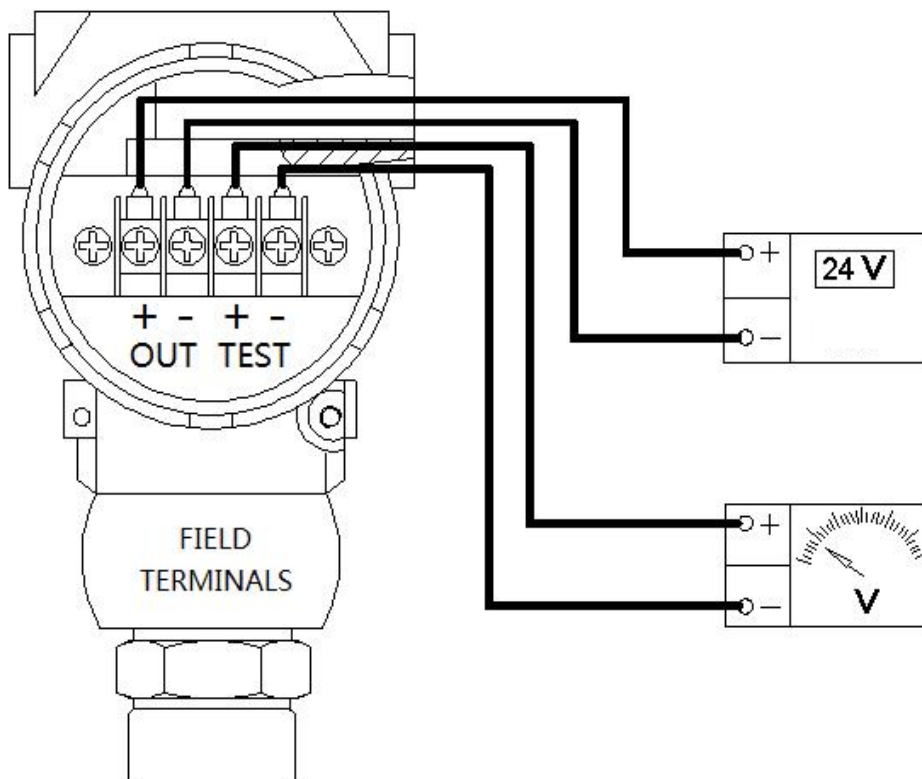 + - + -
OUT TEST
FIELD
TERMINALS
+
24 V
-
+
-
V